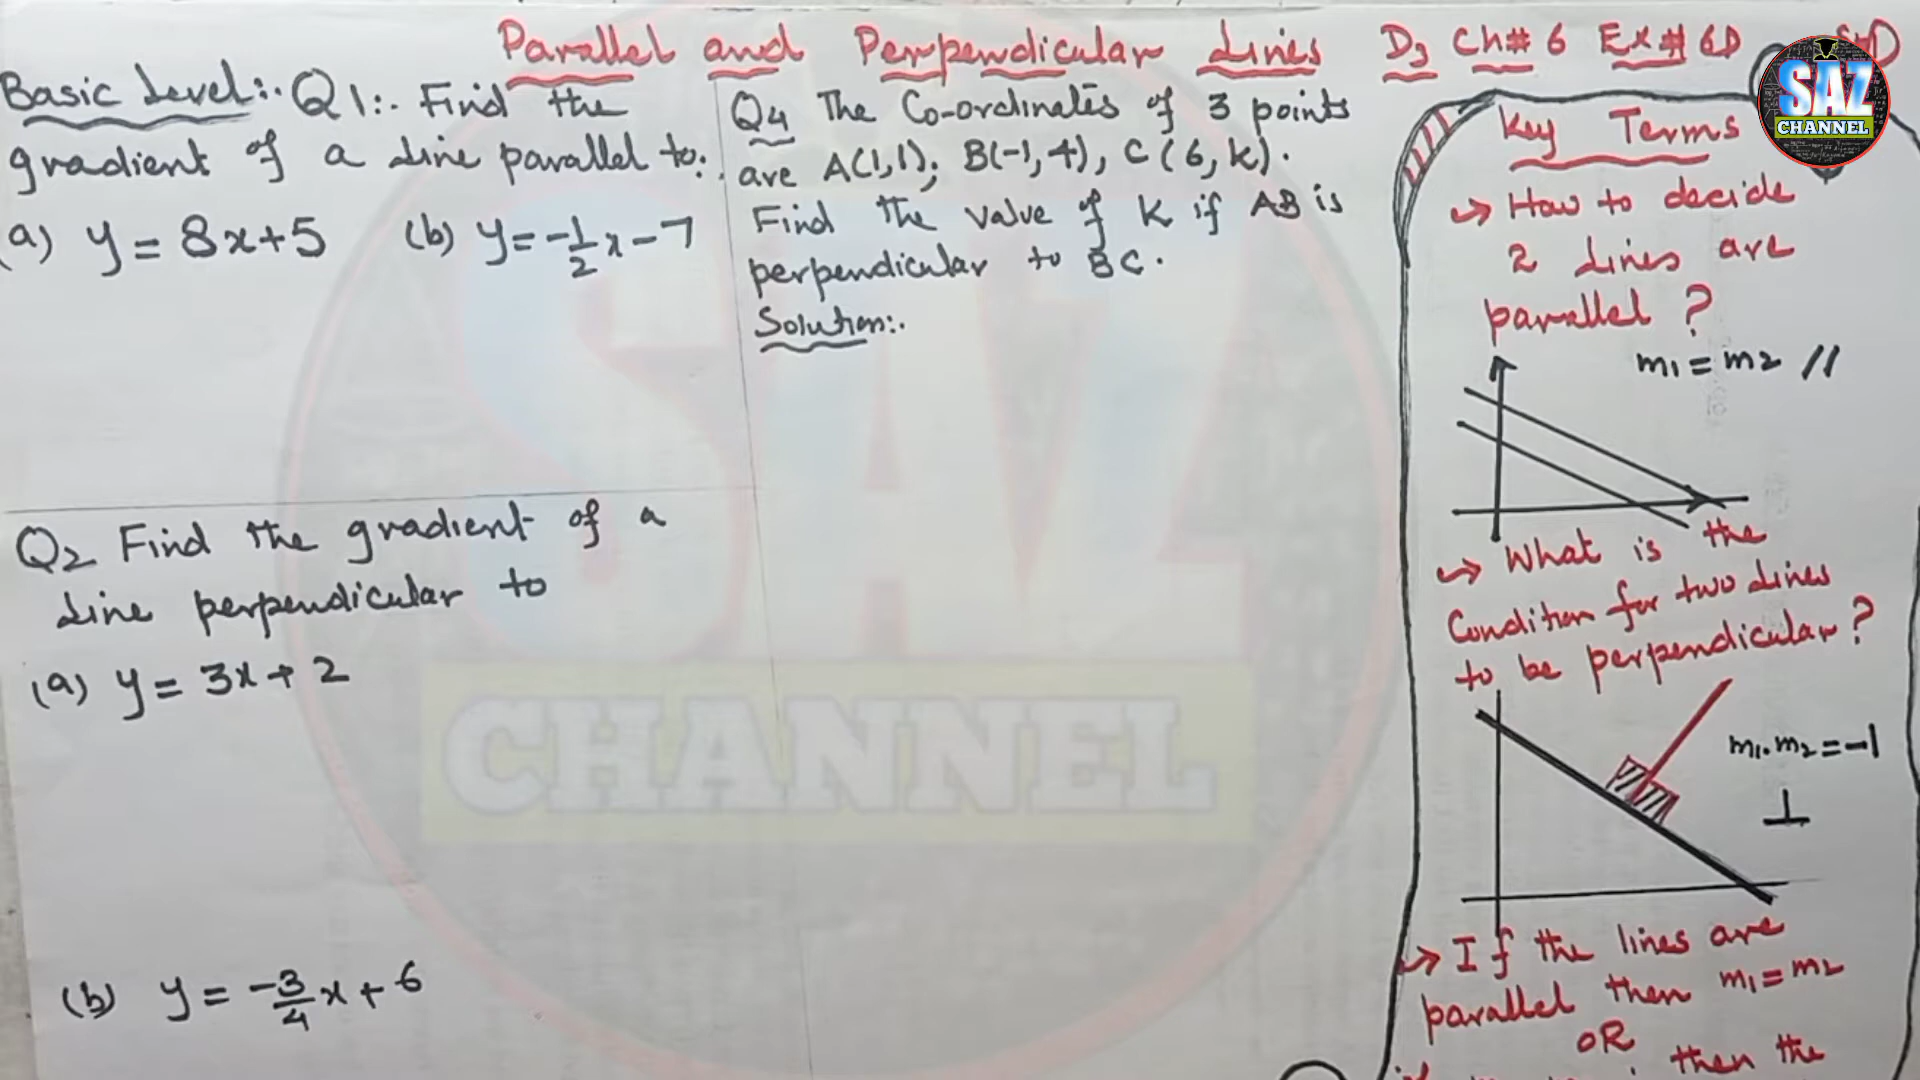 Parallel and Perpendicular Lines D3 Ch# 6 Ex# 6D
SAZ
CHANNEL
Basic Level:. Q1:. Find the
gradient of a Line parallel to:.
(a) y = 8x+5 (b) y = -1/2 x - 7
Q2 Find the gradient of a
Line perpendicular to
(a) y = 3x + 2
(b) y = -3/4 x + 6
Q4 The Co-ordinates of 3 points
are A(1,1); B(-1,4), C(6,k).
Find the value of K if AB is
perpendicular to BC.
Solution:.
Key Terms
→ How to decide
2 Lines are
parallel?
m1 = m2 //
→ What is the
Condition for two Lines
to be perpendicular?
m1.m2 = -1
⊥
→ If the lines are
parallel then m1 = m2
OR
then the
SAZ
CHANNEL